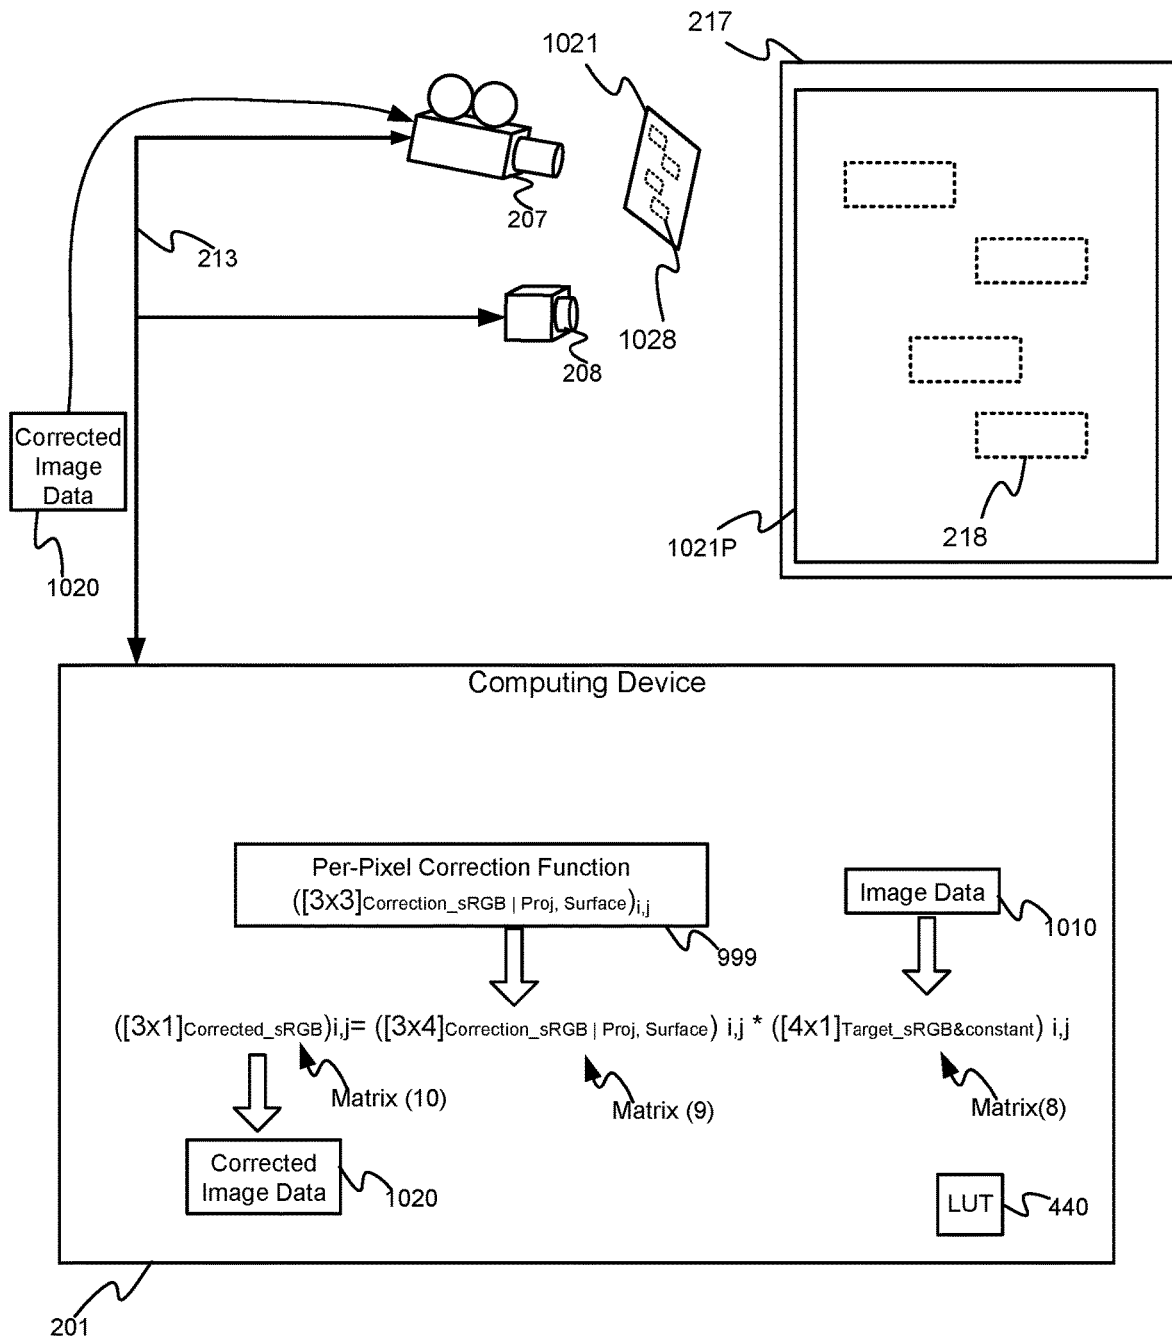 217
1021
207
213
1028
208
Corrected
Image
Data
1020
1021P
218
Computing Device
Per-Pixel Correction Function
([3x3]Correction_sRGB | Proj, Surface)i,j
999
Image Data
1010
([3x1]Corrected_sRGB)i,j= ([3x4]Correction_sRGB | Proj, Surface) i,j * ([4x1]Target_sRGB&constant) i,j
Matrix (10)
Matrix (9)
Matrix(8)
Corrected
Image Data
1020
LUT
440
201